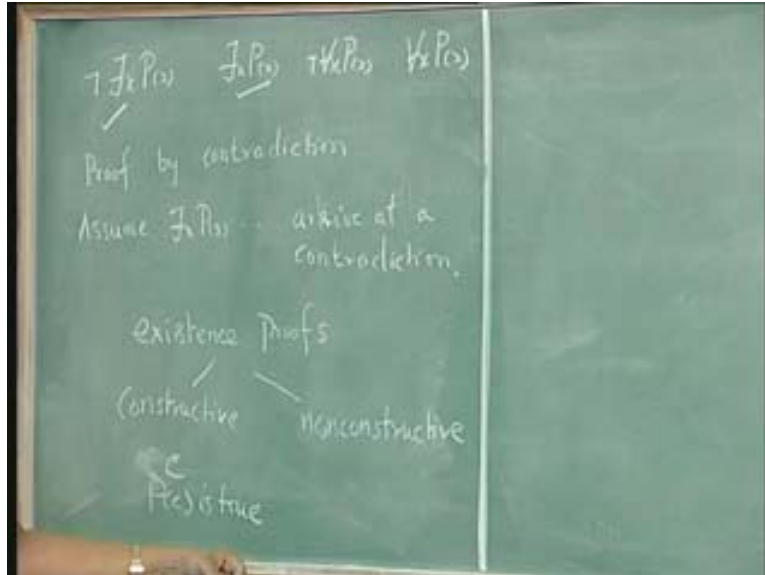 ¬∃x P(x) ∃x P(x) ¬∀x P(x) ∀x P(x)
Proof by contradiction
Assume ∃x P(x) ... arrive at a
contradiction.
existence Proofs
Constructive nonconstructive
C
P(c) is true